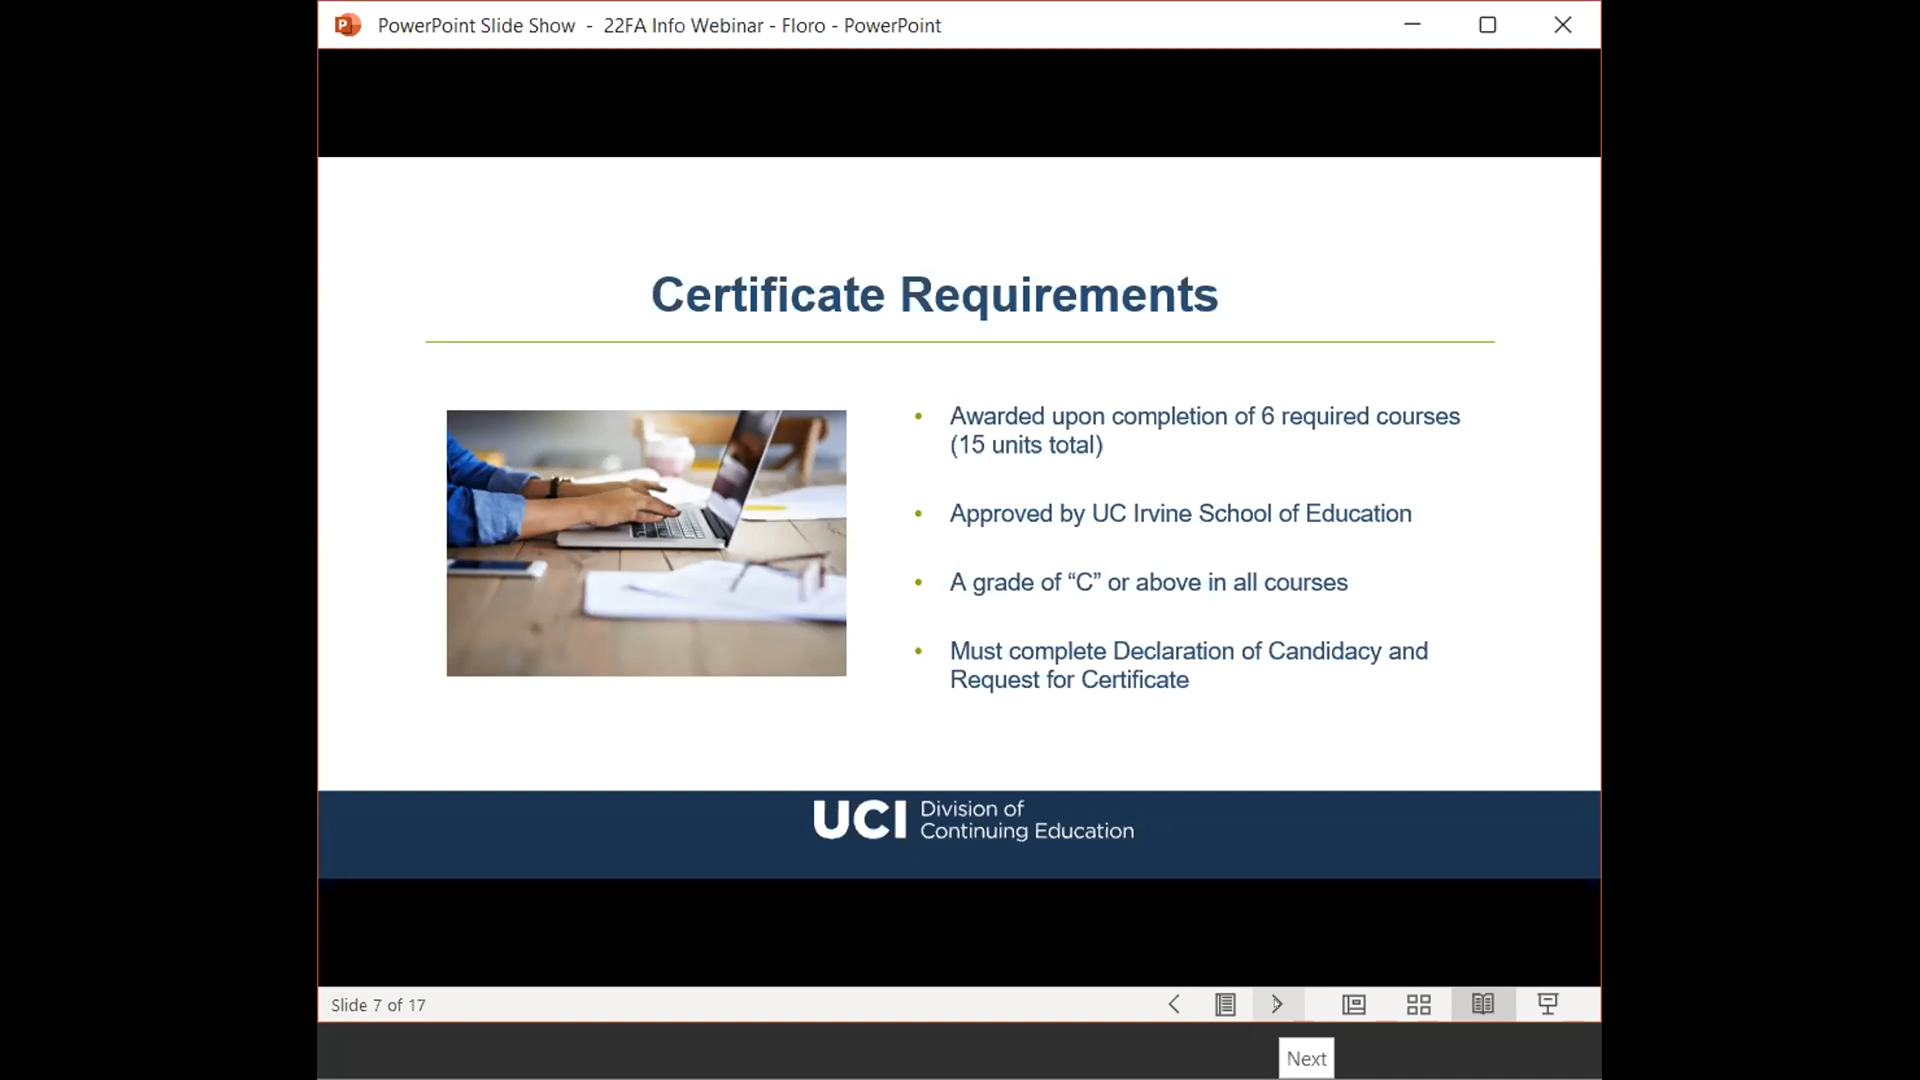 PowerPoint Slide Show - 22FA Info Webinar - Floro - PowerPoint
Certificate Requirements
• Awarded upon completion of 6 required courses
(15 units total)
• Approved by UC Irvine School of Education
• A grade of “C” or above in all courses
• Must complete Declaration of Candidacy and
Request for Certificate
UCI Division of
Continuing Education
Slide 7 of 17
Next